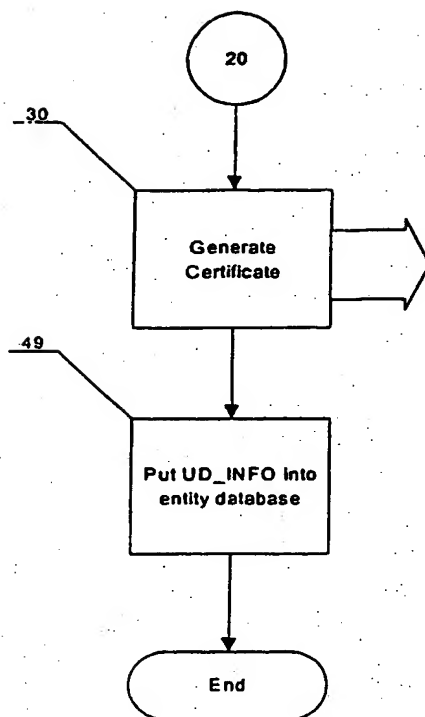 20
30
Generate
Certificate
49
Put UD_INFO into
entity database
End